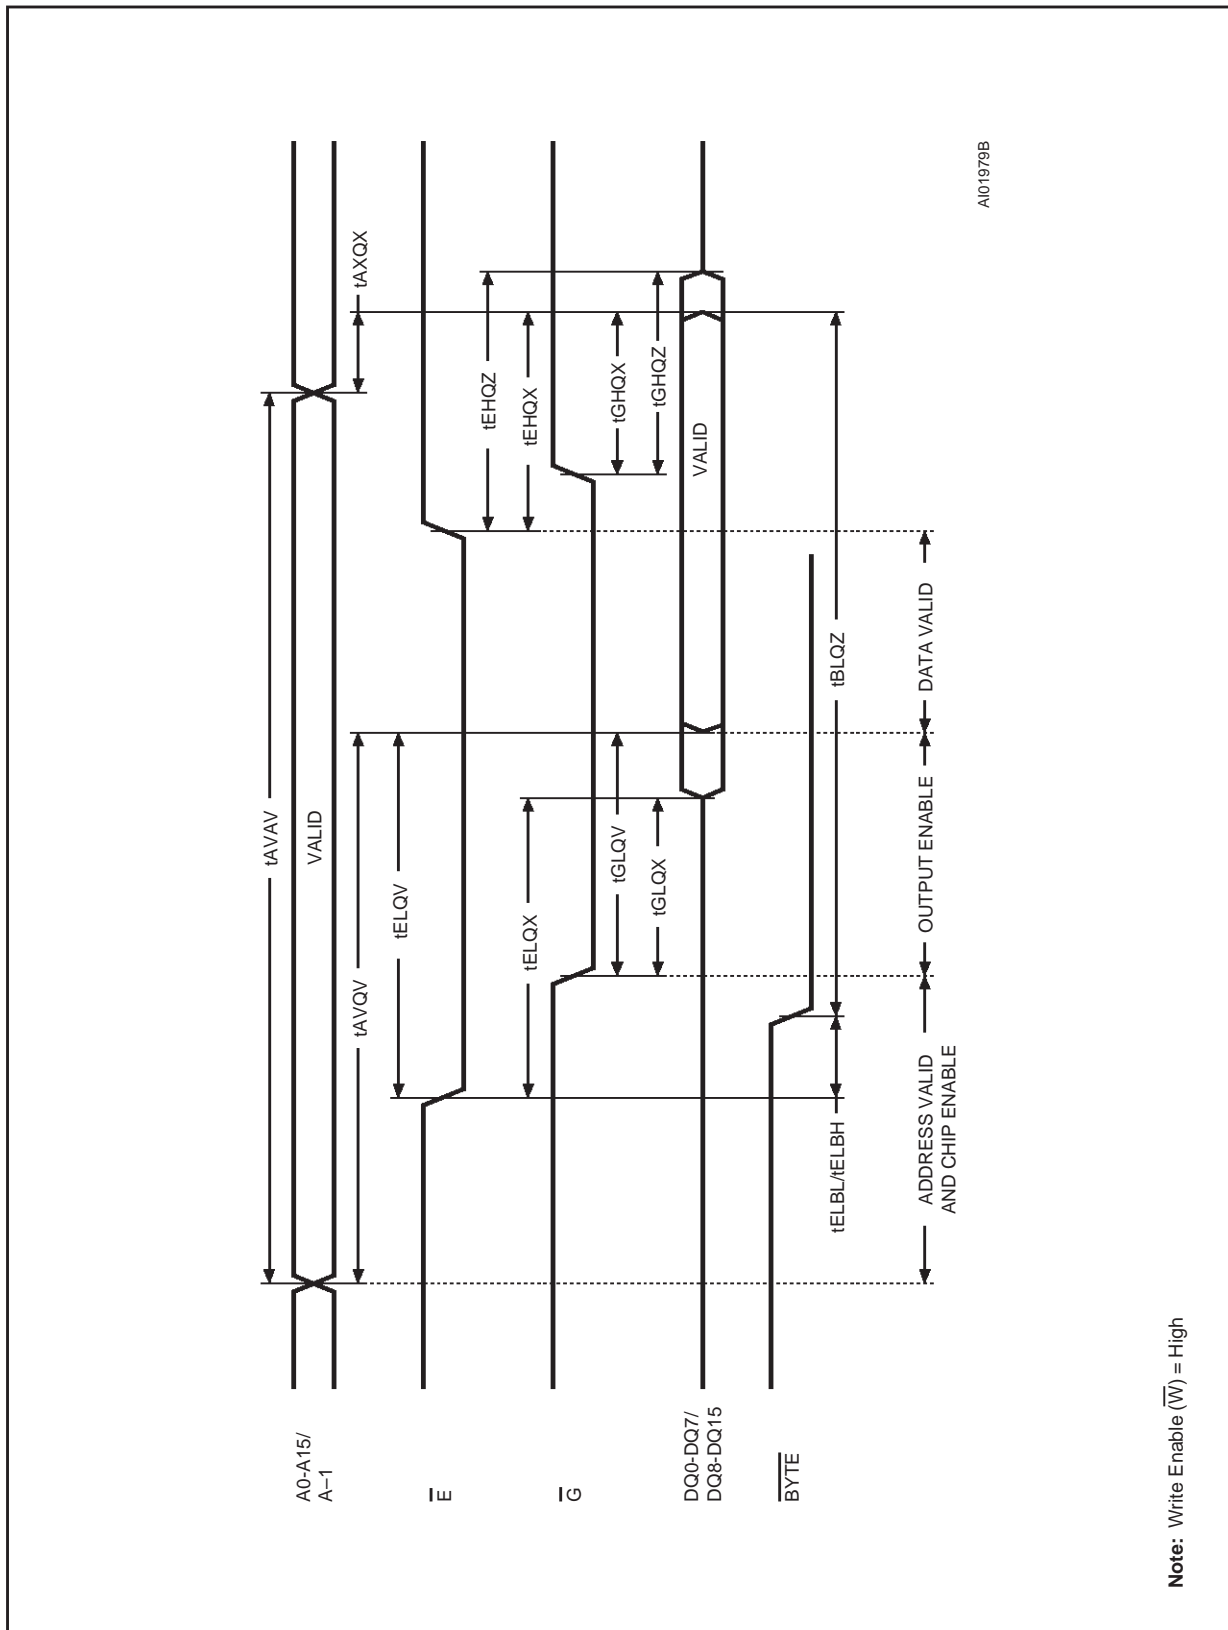 tAVAV
A0-A15/
A–1
VALID
tAVQV
tAXQX
tELQV
E
tEHQZ
tELQX
tEHQX
G
tGLQV
tGHQX
tGLQX
tGHQZ
DQ0-DQ7/
DQ8-DQ15
VALID
BYTE
tELBL/tELBH
tBLQZ
ADDRESS VALID
AND CHIP ENABLE
OUTPUT ENABLE
DATA VALID
AI01979B
Note: Write Enable (W̅) = High